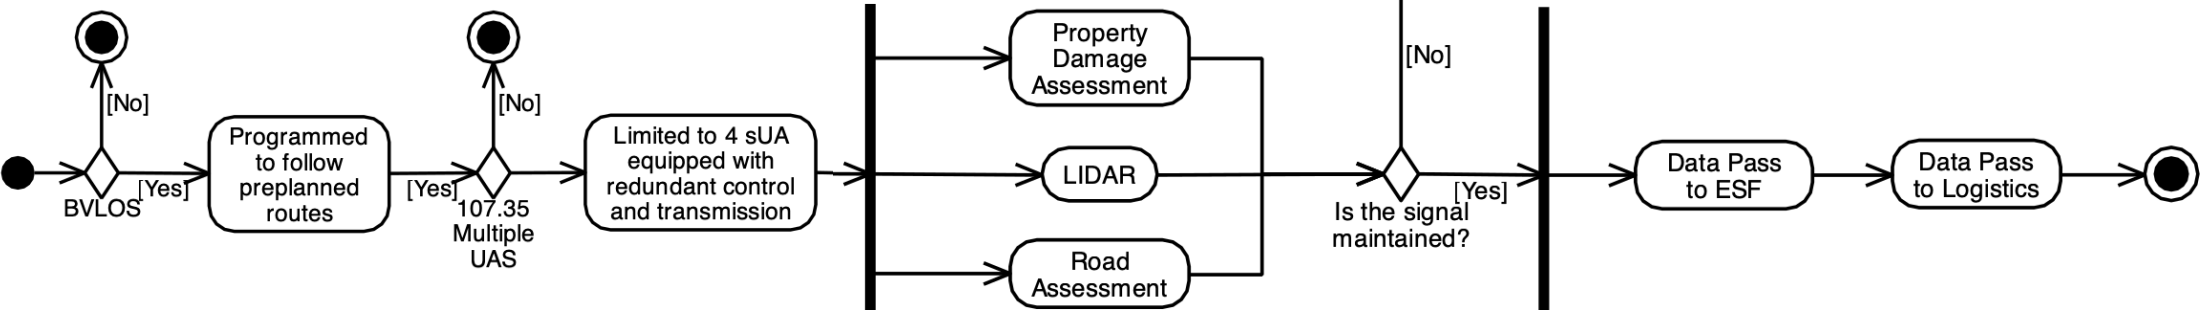 [No]
BVLOS
[Yes]
Programmed
to follow
preplanned
routes
[Yes]
[No]
107.35
Multiple
UAS
Limited to 4 sUA
equipped with
redundant control
and transmission
Property
Damage
Assessment
LIDAR
Road
Assessment
[No]
Is the signal
maintained?
[Yes]
Data Pass
to ESF
Data Pass
to Logistics